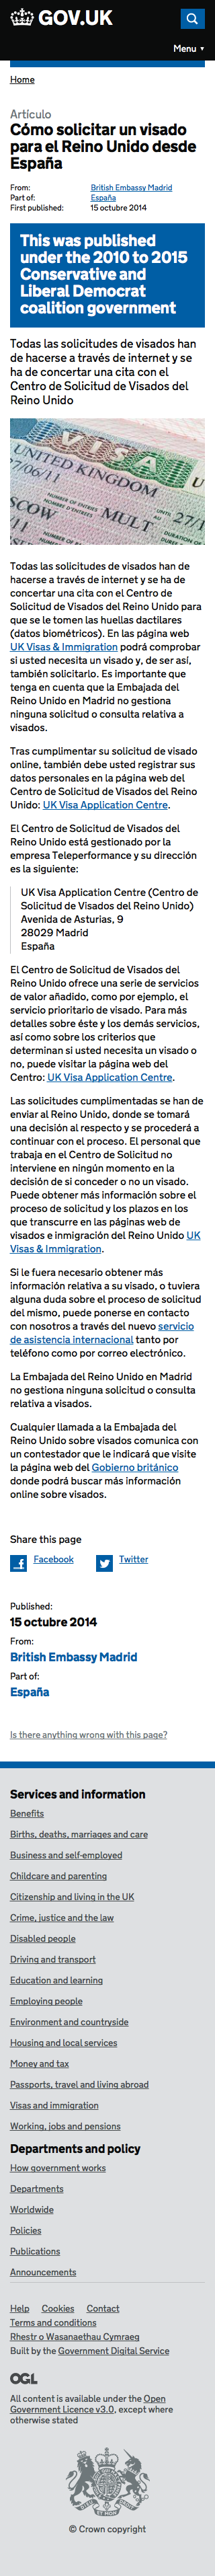 GOV.UK
Menu ▼
Home
Artículo
Cómo solicitar un visado
para el Reino Unido desde
España
From: British Embassy Madrid
Part of: España
First published: 15 octubre 2014
This was published
under the 2010 to 2015
Conservative and
Liberal Democrat
coalition government
Todas las solicitudes de visados han
de hacerse a través de internet y se
ha de concertar una cita con el
Centro de Solicitud de Visados del
Reino Unido
VISA
UNITED
MULT
27/06/11
27/1
Todas las solicitudes de visados han de
hacerse a través de internet y se ha de
concertar una cita con el Centro de
Solicitud de Visados del Reino Unido para
que se le tomen las huellas dactilares
(datos biométricos). En las página web
UK Visas & Immigration podrá comprobar
si usted necesita un visado y, de ser así,
también solicitarlo. Es importante que
tenga en cuenta que la Embajada del
Reino Unido en Madrid no gestiona
ninguna solicitud o consulta relativa a
visados.
Tras cumplimentar su solicitud de visado
online, también debe usted registrar sus
datos personales en la página web del
Centro de Solicitud de Visados del Reino
Unido: UK Visa Application Centre.
El Centro de Solicitud de Visados del
Reino Unido está gestionado por la
empresa Teleperformance y su dirección
es la siguiente:
UK Visa Application Centre (Centro de
Solicitud de Visados del Reino Unido)
Avenida de Asturias, 9
28029 Madrid
España
El Centro de Solicitud de Visados del
Reino Unido ofrece una serie de servicios
de valor añadido, como por ejemplo, el
servicio prioritario de visado. Para más
detalles sobre éste y los demás servicios,
así como sobre los criterios que
determinan si usted necesita un visado o
no, puede visitar la página web del
Centro: UK Visa Application Centre.
Las solicitudes cumplimentadas se han de
enviar al Reino Unido, donde se tomará
una decisión al respecto y se procederá a
continuar con el proceso. El personal que
trabaja en el Centro de Solicitud no
interviene en ningún momento en la
decisión de si conceder o no un visado.
Puede obtener más información sobre el
proceso de solicitud y los plazos en los
que transcurre en las páginas web de
visados e inmigración del Reino Unido UK
Visas & Immigration.
Si le fuera necesario obtener más
información relativa a su visado, o tuviera
alguna duda sobre el proceso de solicitud
del mismo, puede ponerse en contacto
con nosotros a través del nuevo servicio
de asistencia internacional tanto por
teléfono como por correo electrónico.
La Embajada del Reino Unido en Madrid
no gestiona ninguna solicitud o consulta
relativa a visados.
Cualquier llamada a la Embajada del
Reino Unido sobre visados comunica con
un contestador que le indicará que visite
la página web del Gobierno británico
donde podrá buscar más información
online sobre visados.
Share this page
Facebook Twitter
Published:
15 octubre 2014
From:
British Embassy Madrid
Part of:
España
Is there anything wrong with this page?
Services and information
Benefits
Births, deaths, marriages and care
Business and self-employed
Childcare and parenting
Citizenship and living in the UK
Crime, justice and the law
Disabled people
Driving and transport
Education and learning
Employing people
Environment and countryside
Housing and local services
Money and tax
Passports, travel and living abroad
Visas and immigration
Working, jobs and pensions
Departments and policy
How government works
Departments
Worldwide
Policies
Publications
Announcements
Help Cookies Contact
Terms and conditions
Rhestr o Wasanaethau Cymraeg
Built by the Government Digital Service
OGL
All content is available under the Open
Government Licence v3.0, except where
otherwise stated
© Crown copyright